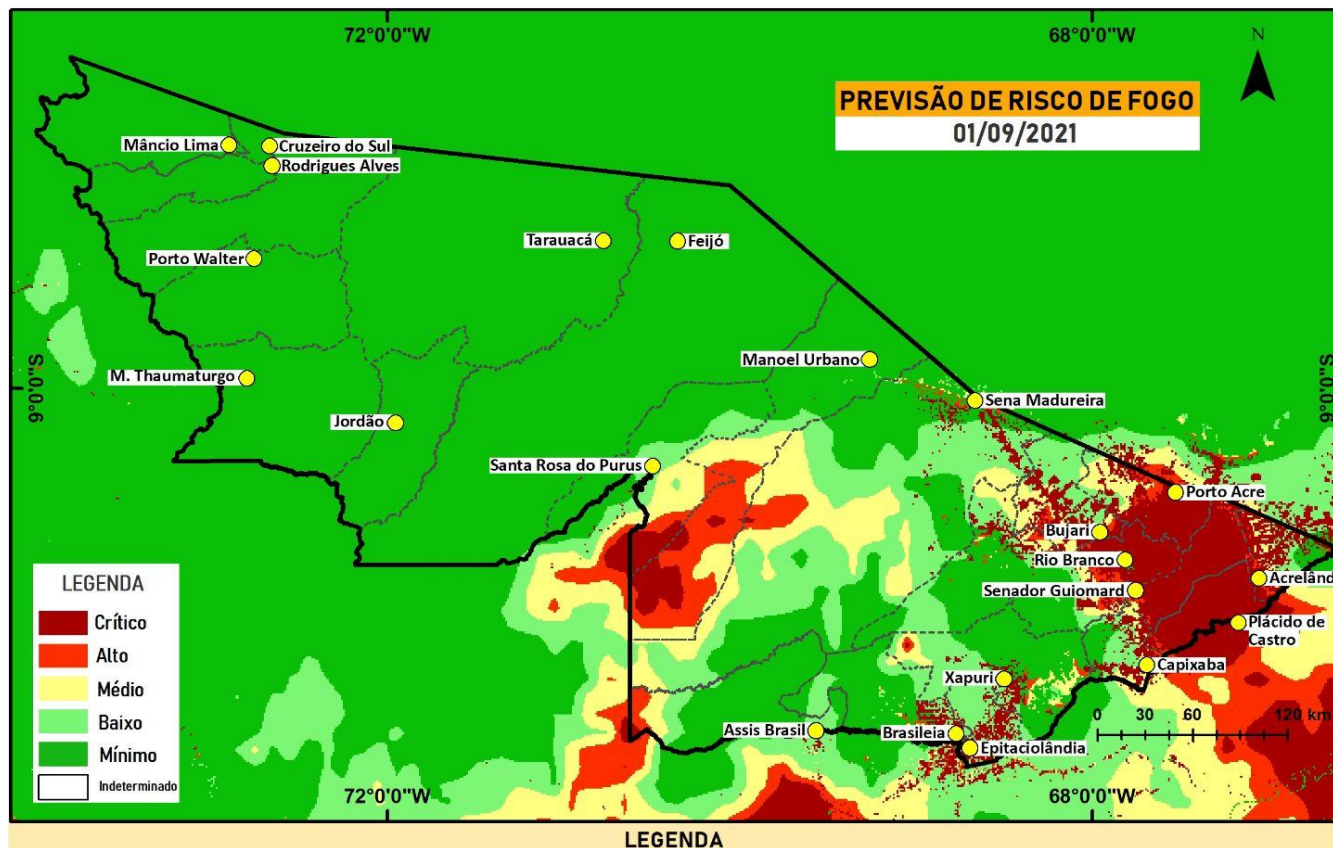 72°0'0"W
68°0'0"W
N
PREVISÃO DE RISCO DE FOGO
01/09/2021
Mâncio Lima
Cruzeiro do Sul
Rodrigues Alves
Tarauacá
Feijó
Porto Walter
Manoel Urbano
9°0'0"S
9°0'0"S
M. Thaumaturgo
Sena Madureira
Jordão
Santa Rosa do Purus
Porto Acre
Bujari
Rio Branco
Acrelând
Senador Guiomard
Plácido de
Castro
Capixaba
Xapuri
Assis Brasil
Brasileia
Epitaciolândia
0 30 60 120 km
LEGENDA
Crítico
Alto
Médio
Baixo
Mínimo
Indeterminado
72°0'0"W
68°0'0"W
LEGENDA